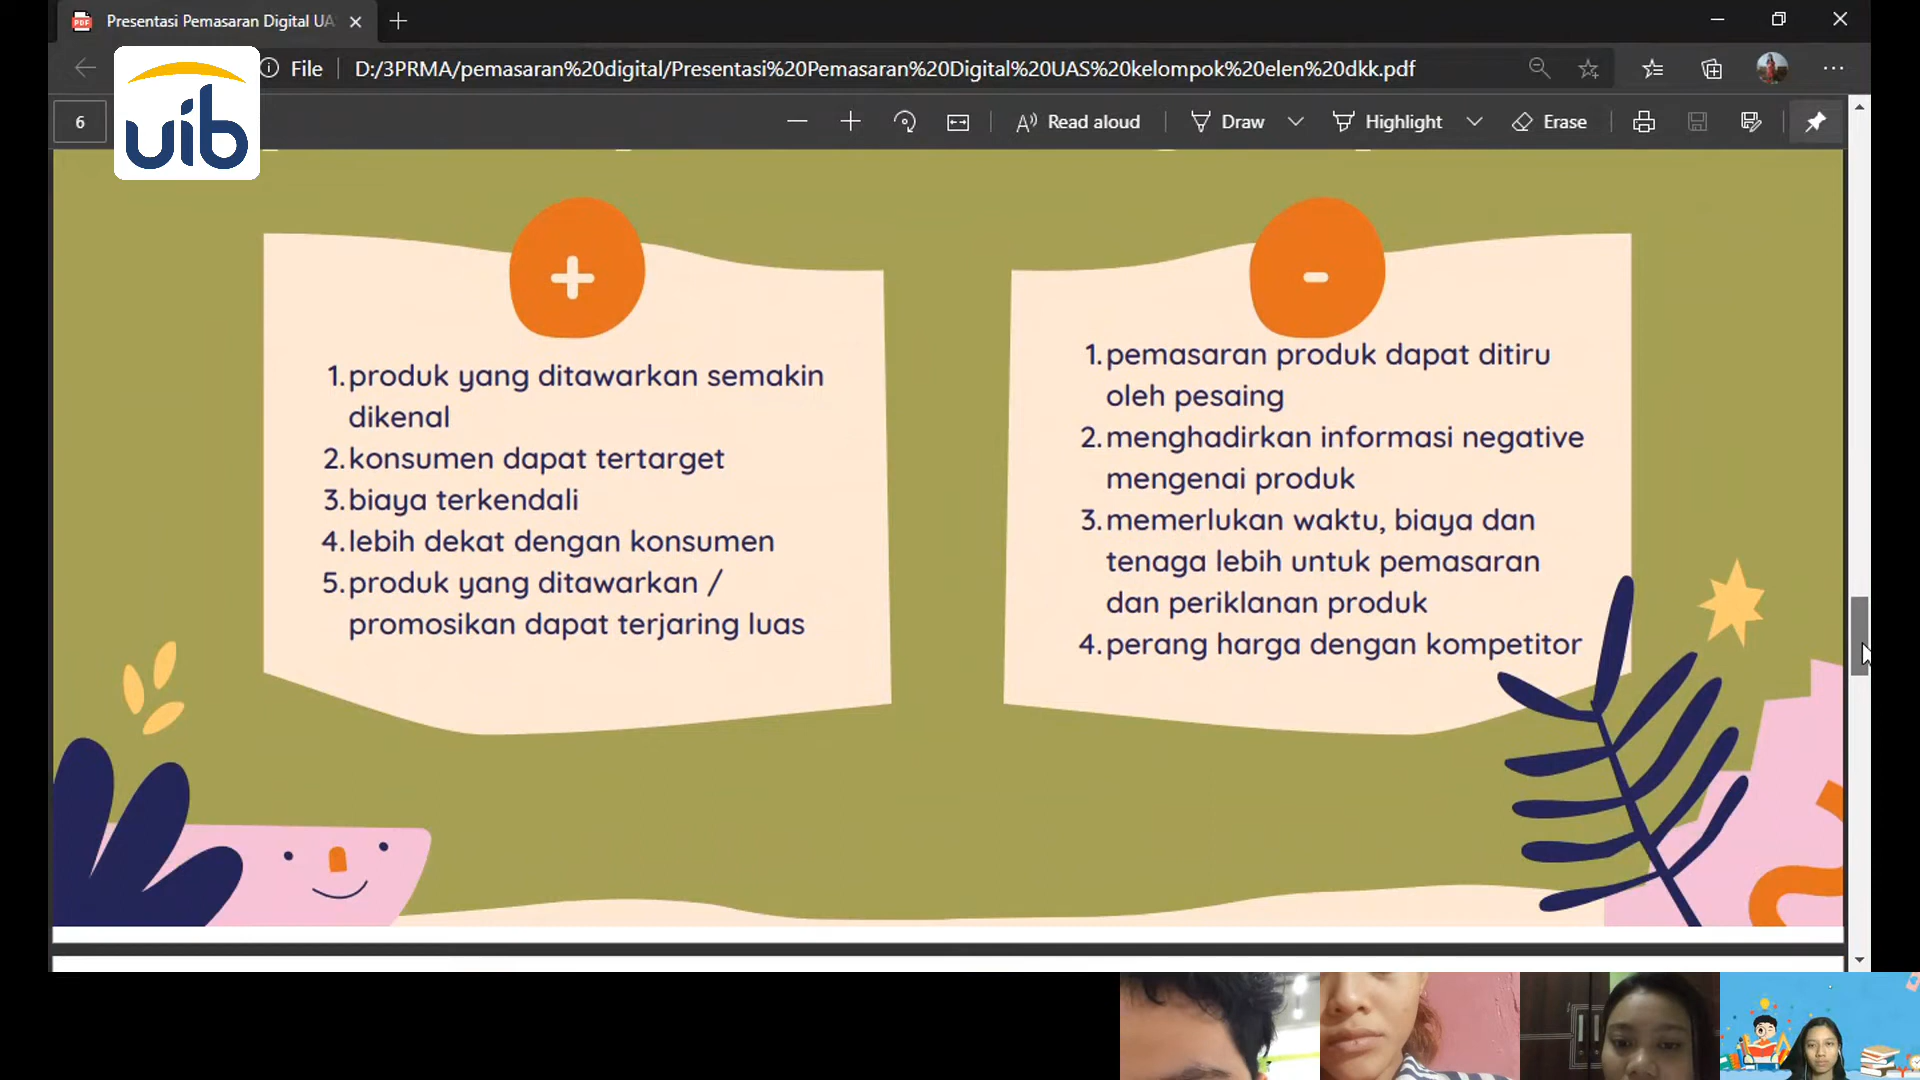 Presentasi Pemasaran Digital UA
File
D:/3PRMA/pemasaran%20digital/Presentasi%20Pemasaran%20Digital%20UAS%20kelompok%20elen%20dkk.pdf
uib
6
Read aloud
Draw
Highlight
Erase
+
1.produk yang ditawarkan semakin
dikenal
2.konsumen dapat tertarget
3.biaya terkendali
4.lebih dekat dengan konsumen
5.produk yang ditawarkan /
promosikan dapat terjaring luas
-
1.pemasaran produk dapat ditiru
oleh pesaing
2.menghadirkan informasi negative
mengenai produk
3.memerlukan waktu, biaya dan
tenaga lebih untuk pemasaran
dan periklanan produk
4.perang harga dengan kompetitor